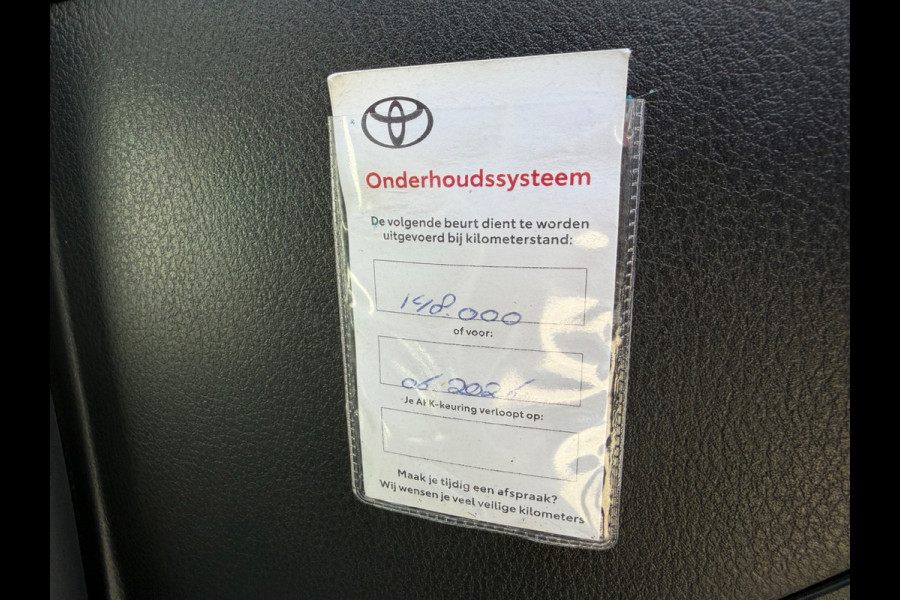 Onderhoudssysteem
De volgende beurt dient te worden
uitgevoerd bij kilometerstand:
148.000
of voor:
Je APK-keuring verloopt op:
Maak je tijdig een afspraak?
Wij wensen je veel veilige kilometers